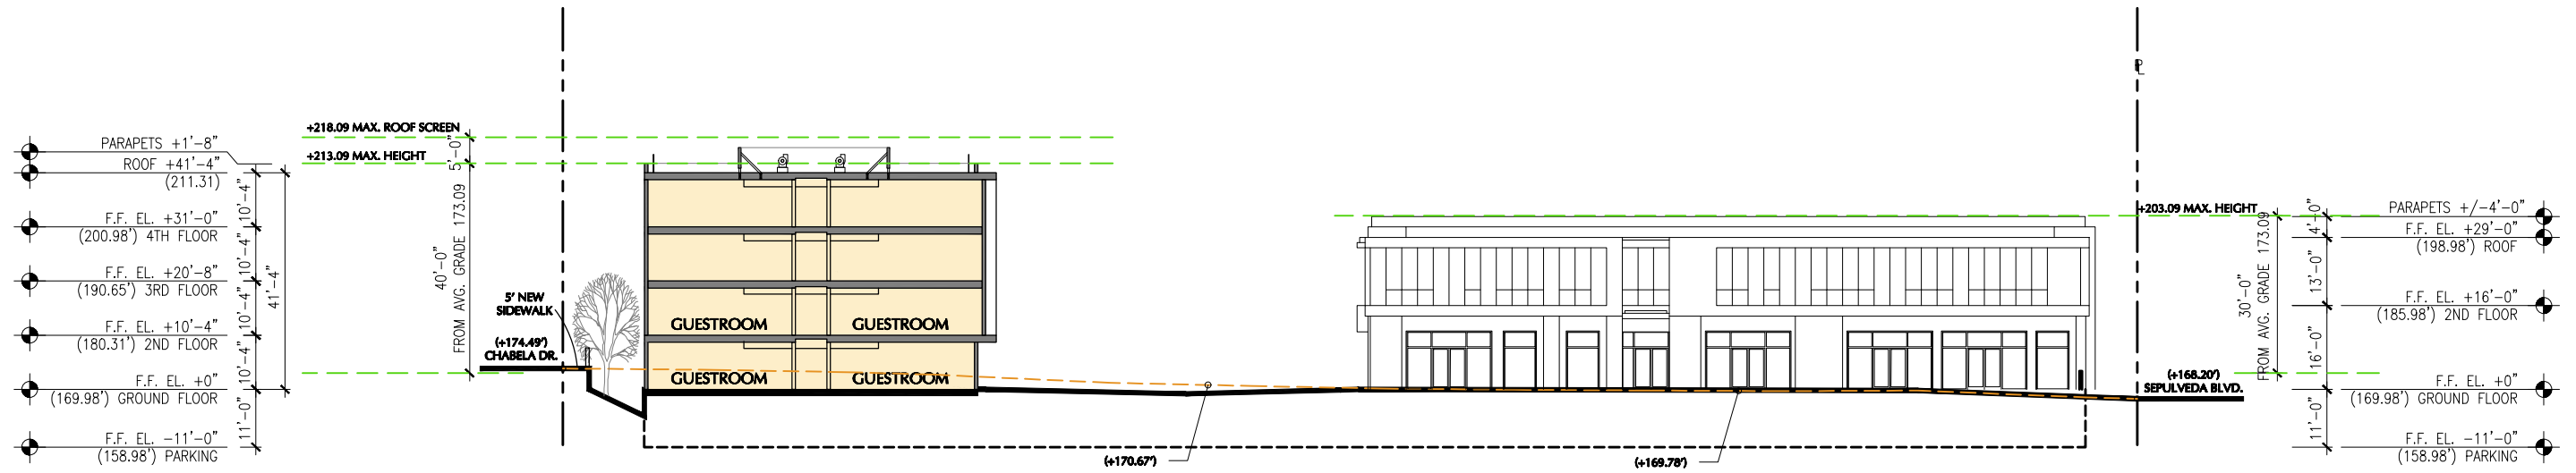 PARAPETS +1'-8"
ROOF +41'-4"
(211.31)
F.F. EL. +31'-0"
(200.98') 4TH FLOOR
F.F. EL. +20'-8"
(190.65') 3RD FLOOR
F.F. EL. +10'-4"
(180.31') 2ND FLOOR
F.F. EL. +0"
(169.98') GROUND FLOOR
F.F. EL. -11'-0"
(158.98') PARKING
10'-4"
10'-4"
10'-4"
10'-4"
11'-0"
41'-4"
+218.09 MAX. ROOF SCREEN
+213.09 MAX. HEIGHT
5'-0"
40'-0"
FROM AVG. GRADE 173.09
5' NEW
SIDEWALK
(+174.49')
CHABELA DR.
GUESTROOM
GUESTROOM
GUESTROOM
GUESTROOM
(+170.67')
(+169.78')
PL
+203.09 MAX. HEIGHT
30'-0"
FROM AVG. GRADE 173.09
(+168.20')
SEPULVEDA BLVD.
4'-0"
13'-0"
16'-0"
11'-0"
PARAPETS +/-4'-0"
F.F. EL. +29'-0"
(198.98') ROOF
F.F. EL. +16'-0"
(185.98') 2ND FLOOR
F.F. EL. +0"
(169.98') GROUND FLOOR
F.F. EL. -11'-0"
(158.98') PARKING